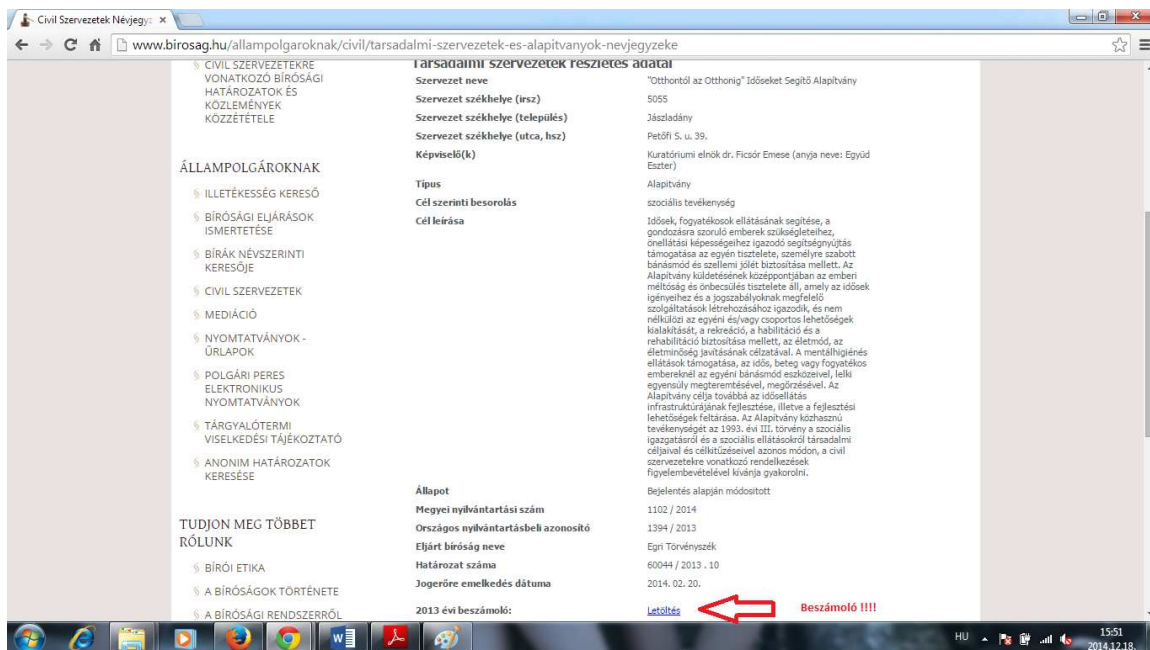 Civil Szervezetek Névjegyz
www.birosag.hu/allampolgaroknak/civil/tarsadalmi-szervezetek-es-alapitvanyok-nevjegyzeke
CIVIL SZERVEZETEKRE
VONATKOZÓ BÍRÓSÁGI
HATÁROZATOK ÉS
KÖZLEMÉNYEK
KÖZZÉTÉTELE
ÁLLAMPOLGÁROKNAK
§ ILLETÉKESSÉG KERESŐ
§ BÍRÓSÁGI ELJÁRÁSOK
ISMERTETÉSE
§ BÍRÁK NÉVSZERINTI
KERESŐJE
§ CIVIL SZERVEZETEK
§ MEDIÁCIÓ
§ NYOMTATVÁNYOK -
ŰRLAPOK
§ POLGÁRI PERES
ELEKTRONIKUS
NYOMTATVÁNYOK
§ TÁRGYALÓTERMI
VISELKEDÉSI TÁJÉKOZTATÓ
§ ANONIM HATÁROZATOK
KERESÉSE
TUDJON MEG TÖBBET
RÓLUNK
§ BÍRÓI ETIKA
§ A BÍRÓSÁGOK TÖRTÉNETE
§ A BÍRÓSÁGI RENDSZERRŐL
Társadalmi szervezetek részletes adatai
Szervezet neve "Otthontól az Otthonig" Időseket Segítő Alapítvány
Szervezet székhelye (irsz) 5055
Szervezet székhelye (település) Jászladány
Szervezet székhelye (utca, hsz) Petőfi S. u. 39.
Képviselő(k) Kuratóriumi elnök dr. Ficsór Emese (anyja neve: Együd
Eszter)
Típus Alapítvány
Cél szerinti besorolás szociális tevékenység
Cél leírása Idősek, fogyatékosok ellátásának segítése, a
gondozásra szoruló emberek szükségleteihez,
önellátási képességeihez igazodó segítségnyújtás
támogatása az egyén tisztelete, személyre szabott
bánásmód és szellemi jólét biztosítása mellett. Az
Alapítvány küldetésének középpontjában az emberi
méltóság és önbecsülés tisztelete áll, amely az idősek
igényeihez és a jogszabályoknak megfelelő
szolgáltatások létrehozásához igazodik, és nem
nélkülözi az egyéni és/vagy csoportos lehetőségek
kialakítását, a rekreáció, a habilitáció és a
rehabilitáció biztosítása mellett, az életmód, az
életminőség javításának célzatával. A mentálhigiénés
ellátások támogatása, az idős, beteg vagy fogyatékos
embereknél az egyéni bánásmód eszközeivel, lelki
egyensúly megteremtésével, megőrzésével. Az
Alapítvány célja továbbá az idősellátás
infrastruktúrájának fejlesztése, illetve a fejlesztési
lehetőségek feltárása. Az Alapítvány közhasznú
tevékenységét az 1993. évi III. törvény a szociális
igazgatásról és a szociális ellátásokról társadalmi
céljaival és célkitűzéseivel azonos módon, a civil
szervezetekre vonatkozó rendelkezések
figyelembevételével kívánja gyakorolni.
Állapot Bejelentés alapján módosított
Megyei nyilvántartási szám 1102 / 2014
Országos nyilvántartásbeli azonosító 1394 / 2013
Eljárt bíróság neve Egri Törvényszék
Határozat száma 60044 / 2013 . 10
Jogerőre emelkedés dátuma 2014. 02. 20.
2013 évi beszámoló: Letöltés Beszámoló !!!!
HU 15:51
2014.12.18.